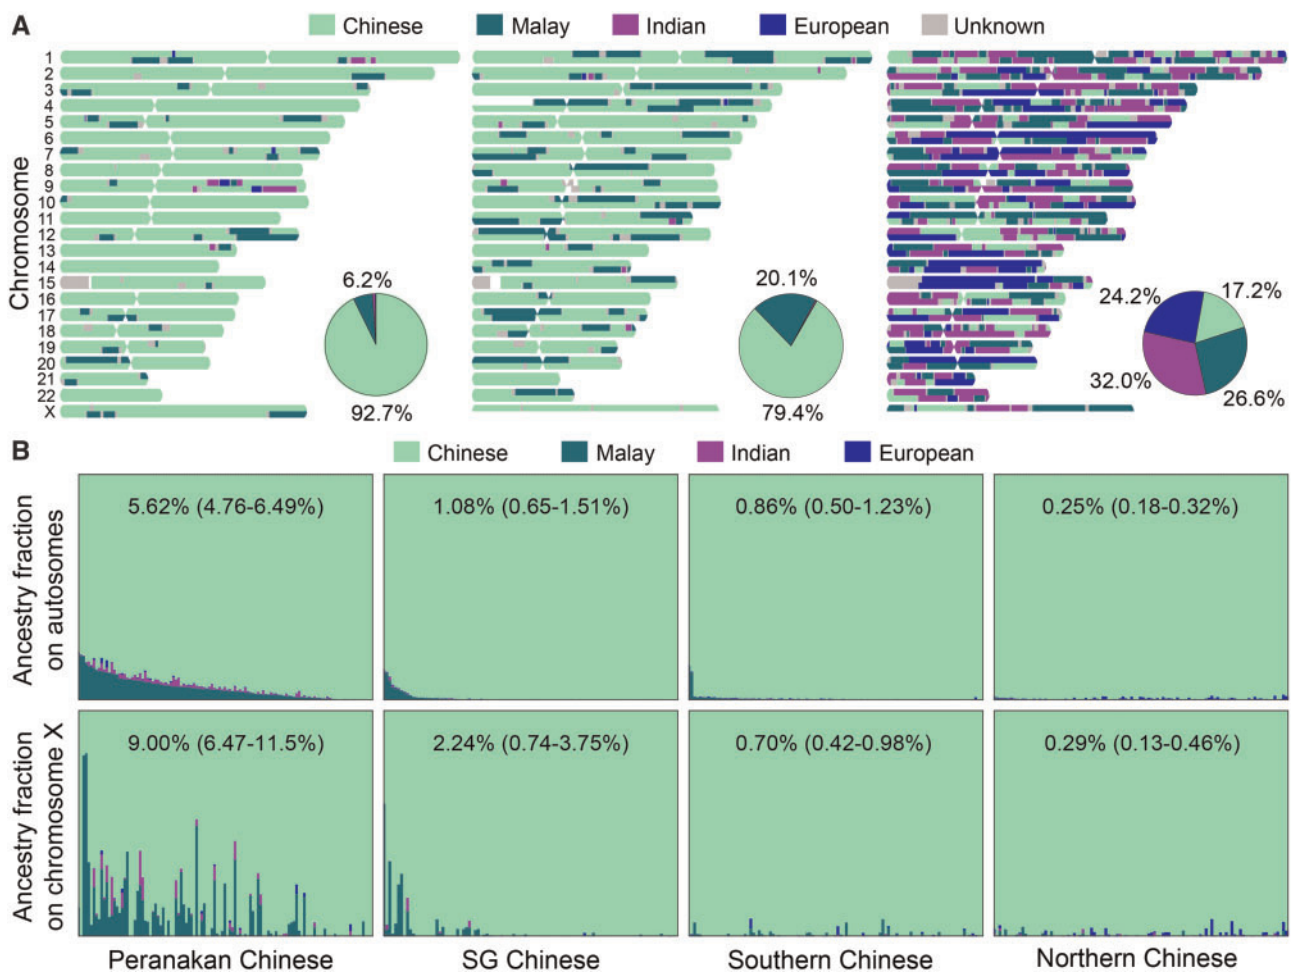 A
Chinese Malay Indian European Unknown
Chromosome
1
2
3
4
5
6
7
8
9
10
11
12
13
14
15
16
17
18
19
20
21
22
X
6.2%
92.7%
20.1%
79.4%
24.2% 17.2%
32.0% 26.6%
B
Chinese Malay Indian European
Ancestry fraction
on autosomes
5.62% (4.76-6.49%) 1.08% (0.65-1.51%) 0.86% (0.50-1.23%) 0.25% (0.18-0.32%)
Ancestry fraction
on chromosome X
9.00% (6.47-11.5%) 2.24% (0.74-3.75%) 0.70% (0.42-0.98%) 0.29% (0.13-0.46%)
Peranakan Chinese SG Chinese Southern Chinese Northern Chinese